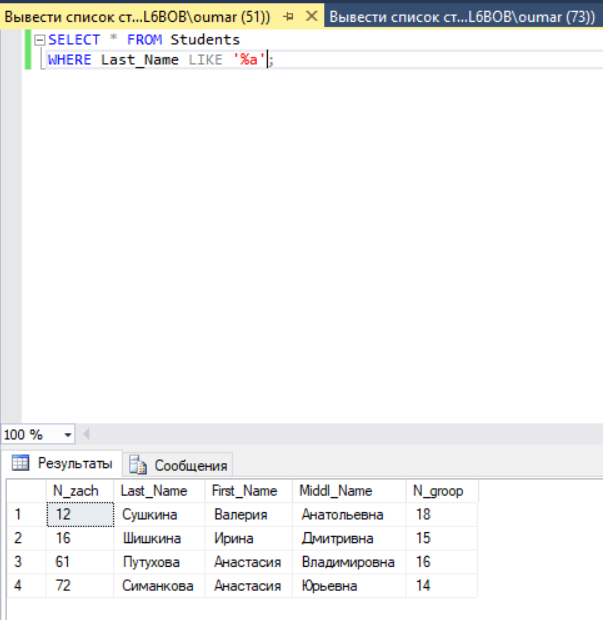 Вывести список ст...L6BOB\oumar (51)) Вывести список ст...L6BOB\oumar (73))
SELECT * FROM Students
WHERE Last_Name LIKE '%а';
100 %
Результаты Сообщения
N_zach Last_Name First_Name Middl_Name N_groop
1 12 Сушкина Валерия Анатольевна 18
2 16 Шишкина Ирина Дмитривна 15
3 61 Путухова Анастасия Владимировна 16
4 72 Симанкова Анастасия Юрьевна 14